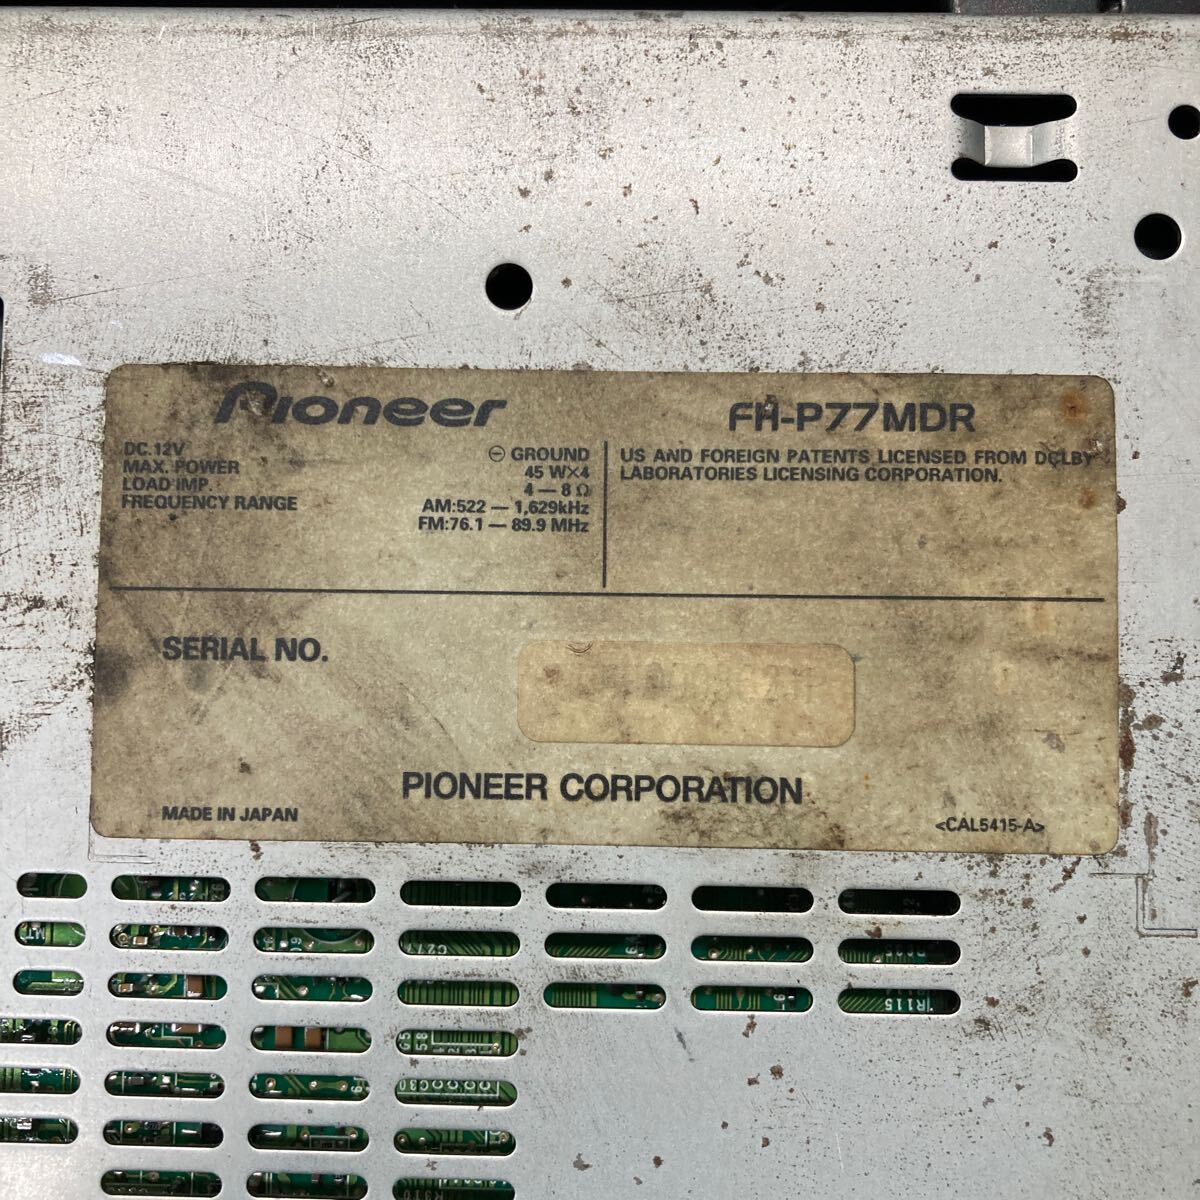 Pioneer
FH-P77MDR
DC.12V ⊖ GROUND
MAX. POWER 45 W×4
LOAD IMP. 4 — 8 Ω
FREQUENCY RANGE AM:522 — 1,629kHz
FM:76.1 — 89.9 MHz
US AND FOREIGN PATENTS LICENSED FROM DOLBY
LABORATORIES LICENSING CORPORATION.
SERIAL NO.
PIONEER CORPORATION
MADE IN JAPAN
<CAL5415-A>
C277
R115